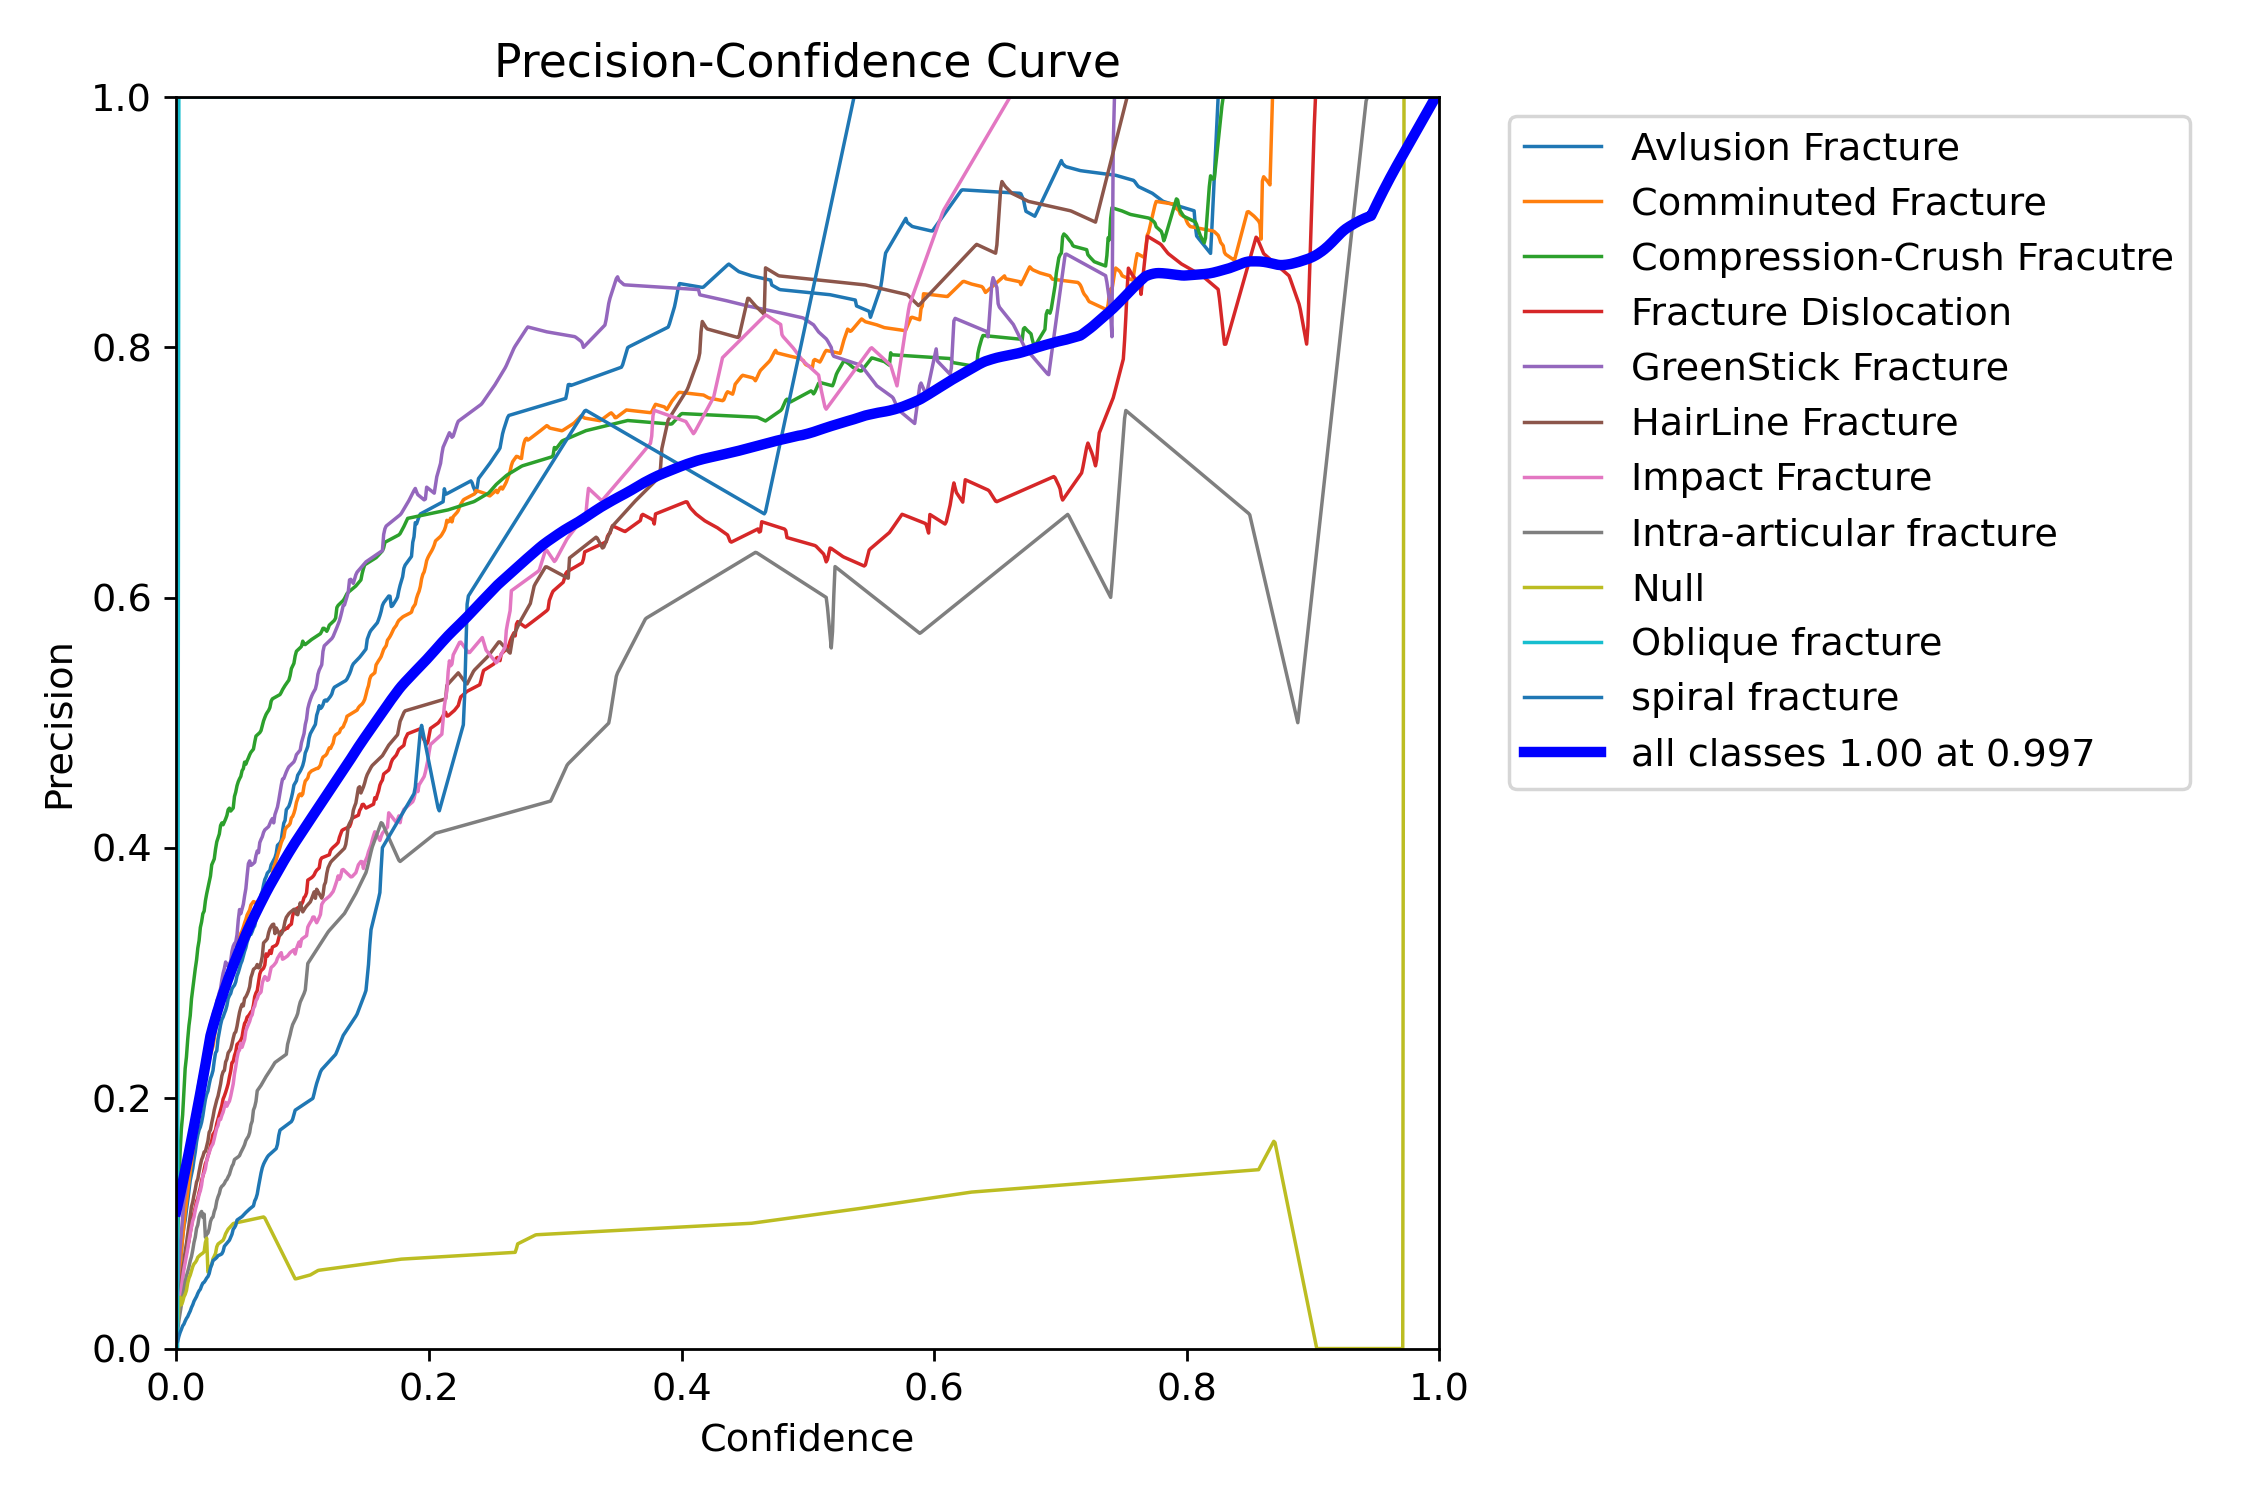 Precision-Confidence Curve
1.0
0.8
0.6
0.4
0.2
0.0
Precision
0.0 0.2 0.4 0.6 0.8 1.0
Confidence
Avlusion Fracture
Comminuted Fracture
Compression-Crush Fracutre
Fracture Dislocation
GreenStick Fracture
HairLine Fracture
Impact Fracture
Intra-articular fracture
Null
Oblique fracture
spiral fracture
all classes 1.00 at 0.997